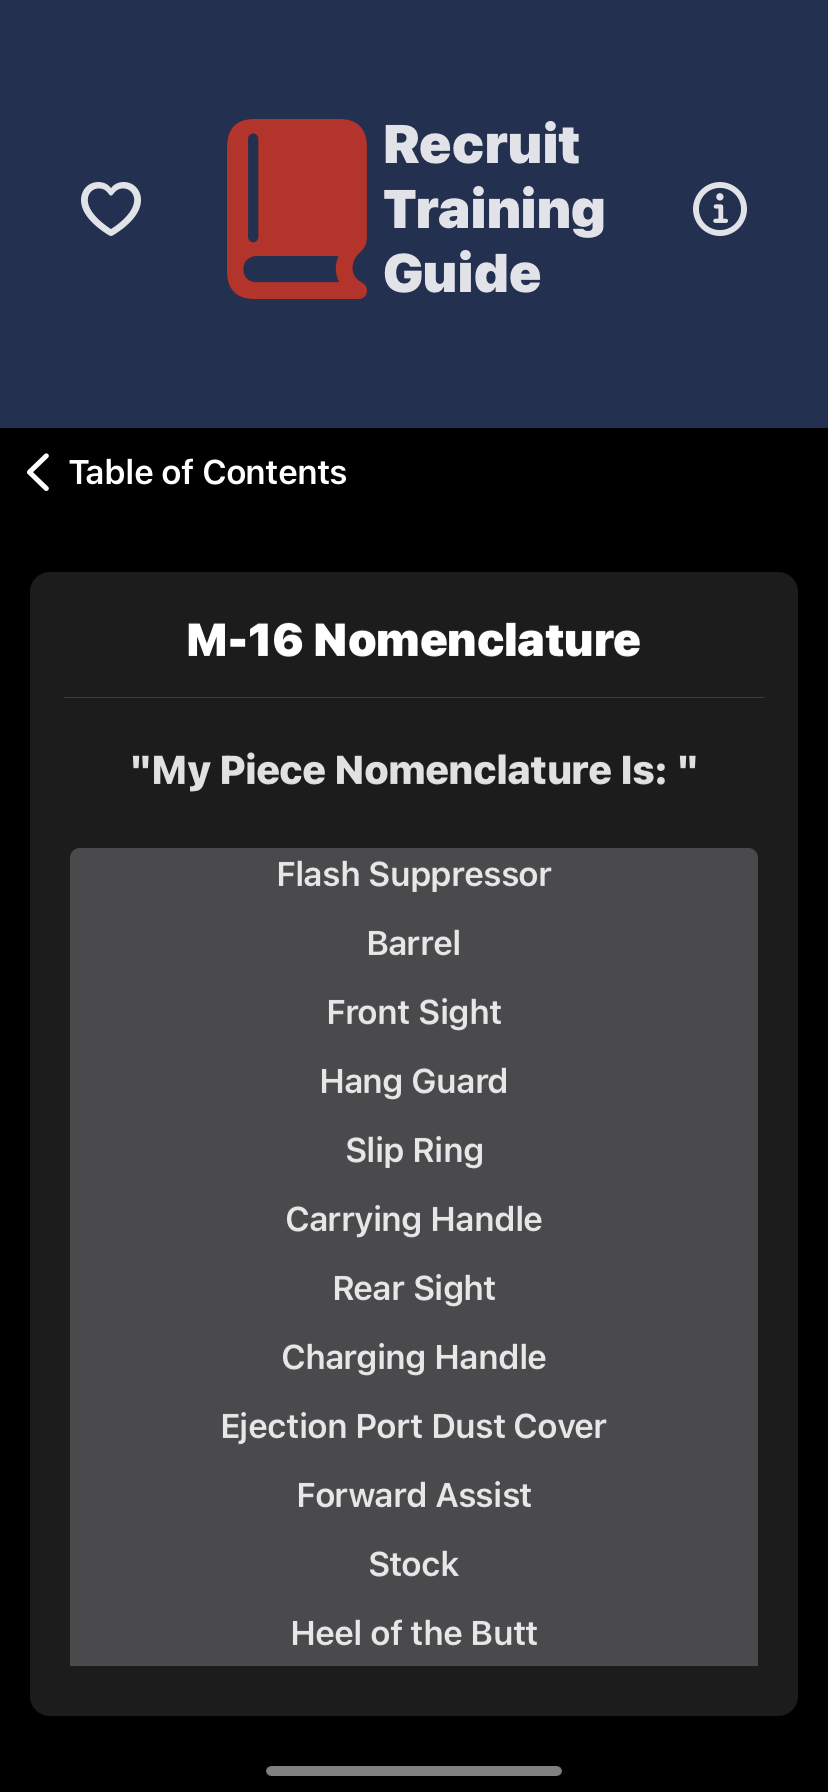 Recruit
Training
Guide
Table of Contents
M-16 Nomenclature
"My Piece Nomenclature Is: "
Flash Suppressor
Barrel
Front Sight
Hang Guard
Slip Ring
Carrying Handle
Rear Sight
Charging Handle
Ejection Port Dust Cover
Forward Assist
Stock
Heel of the Butt